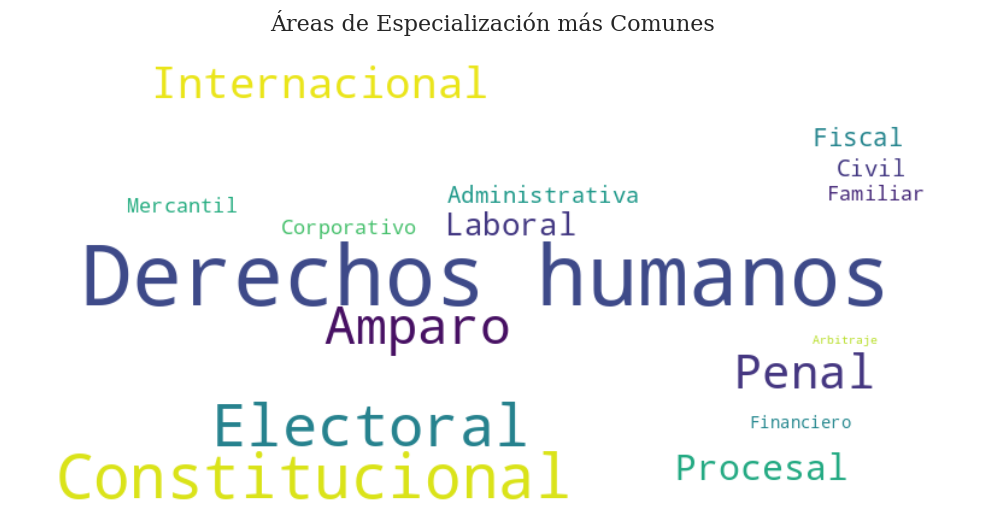 Áreas de Especialización más Comunes
Internacional
Fiscal
Civil
Familiar
Mercantil
Administrativa
Corporativo
Laboral
Derechos humanos
Amparo
Arbitraje
Penal
Electoral
Financiero
Constitucional
Procesal